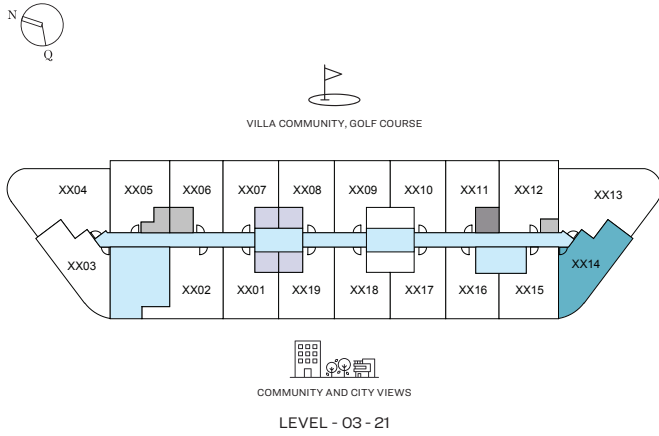 N
Q
VILLA COMMUNITY, GOLF COURSE
XX04 XX05 XX06 XX07 XX08 XX09 XX10 XX11 XX12 XX13
XX03 XX14
XX02 XX01 XX19 XX18 XX17 XX16 XX15
COMMUNITY AND CITY VIEWS
LEVEL - 03 - 21